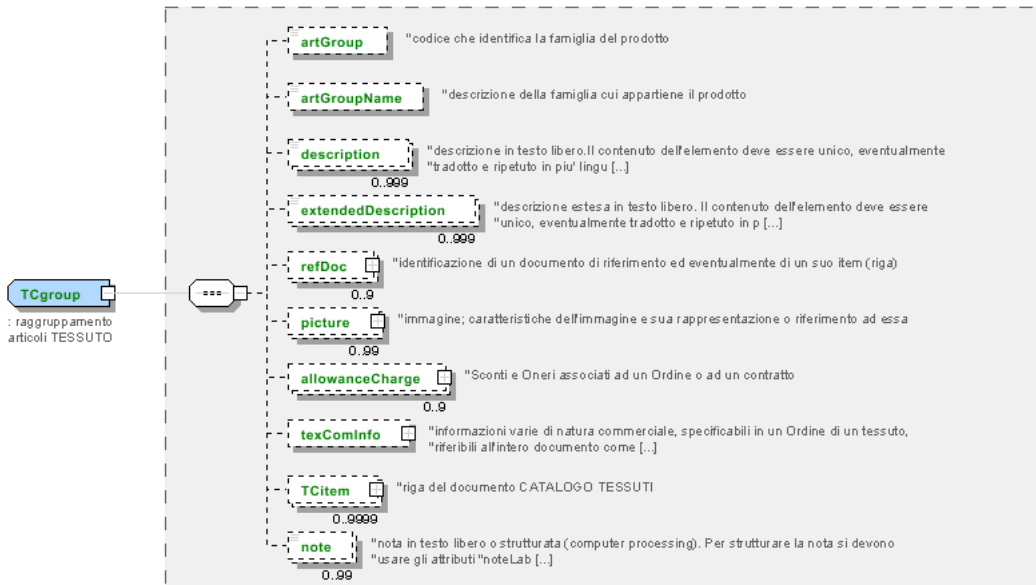 artGroup
"codice che identifica la famiglia del prodotto
artGroupName
"descrizione della famiglia cui appartiene il prodotto
description
"descrizione in testo libero.Il contenuto dell'elemento deve essere unico, eventualmente
"tradotto e ripetuto in piu' lingu [...]
0..999
extendedDescription
"descrizione estesa in testo libero. Il contenuto dell'elemento deve essere
"unico, eventualmente tradotto e ripetuto in p [...]
0..999
refDoc
"identificazione di un documento di riferimento ed eventualmente di un suo item (riga)
0..9
TCgroup
: raggruppamento
articoli TESSUTO
picture
"immagine; caratteristiche dell'immagine e sua rappresentazione o riferimento ad essa
0..99
allowanceCharge
"Sconti e Oneri associati ad un Ordine o ad un contratto
0..9
texComInfo
"informazioni varie di natura commerciale, specificabili in un Ordine di un tessuto,
"riferibili all'intero documento come [...]
TCitem
"riga del documento CATALOGO TESSUTI
0..9999
note
"nota in testo libero o strutturata (computer processing). Per strutturare la nota si devono
"usare gli attributi "noteLab [...]
0..99